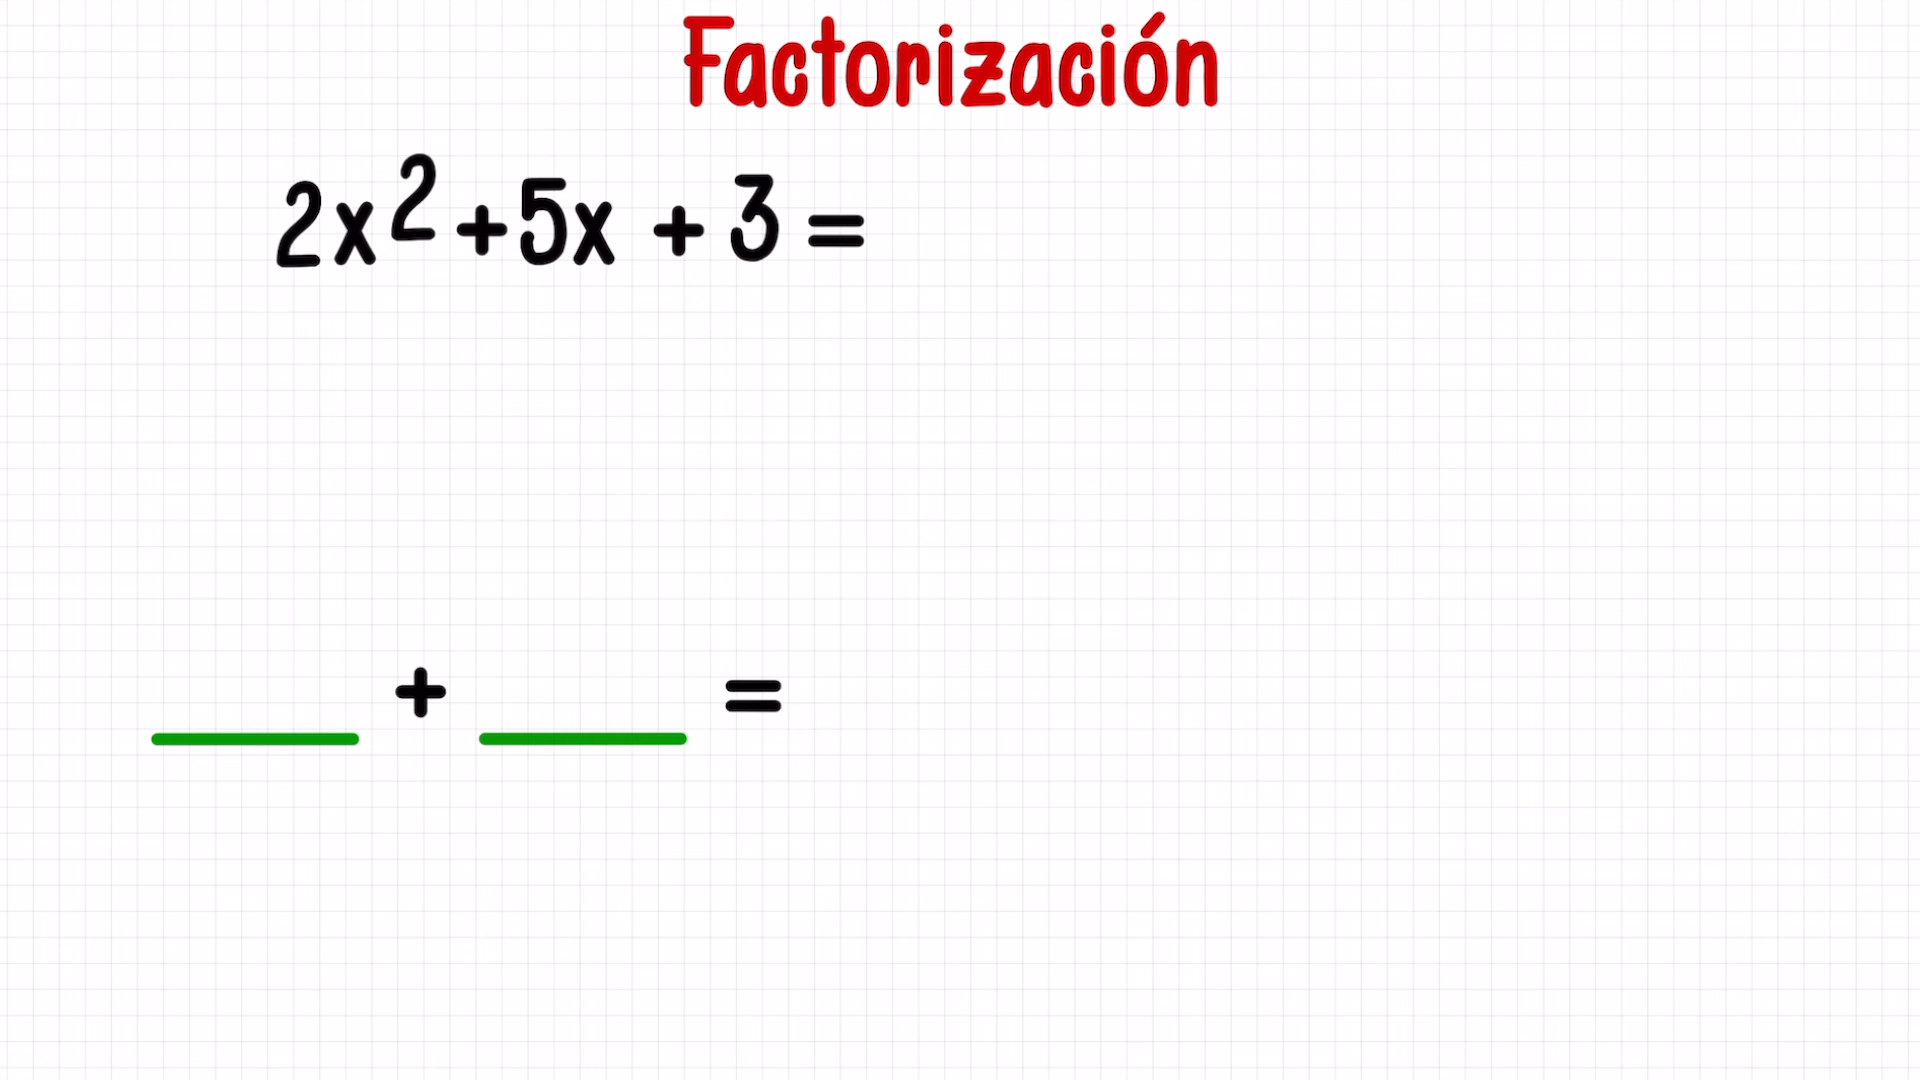 Factorización
2x²+5x + 3 =
+ =